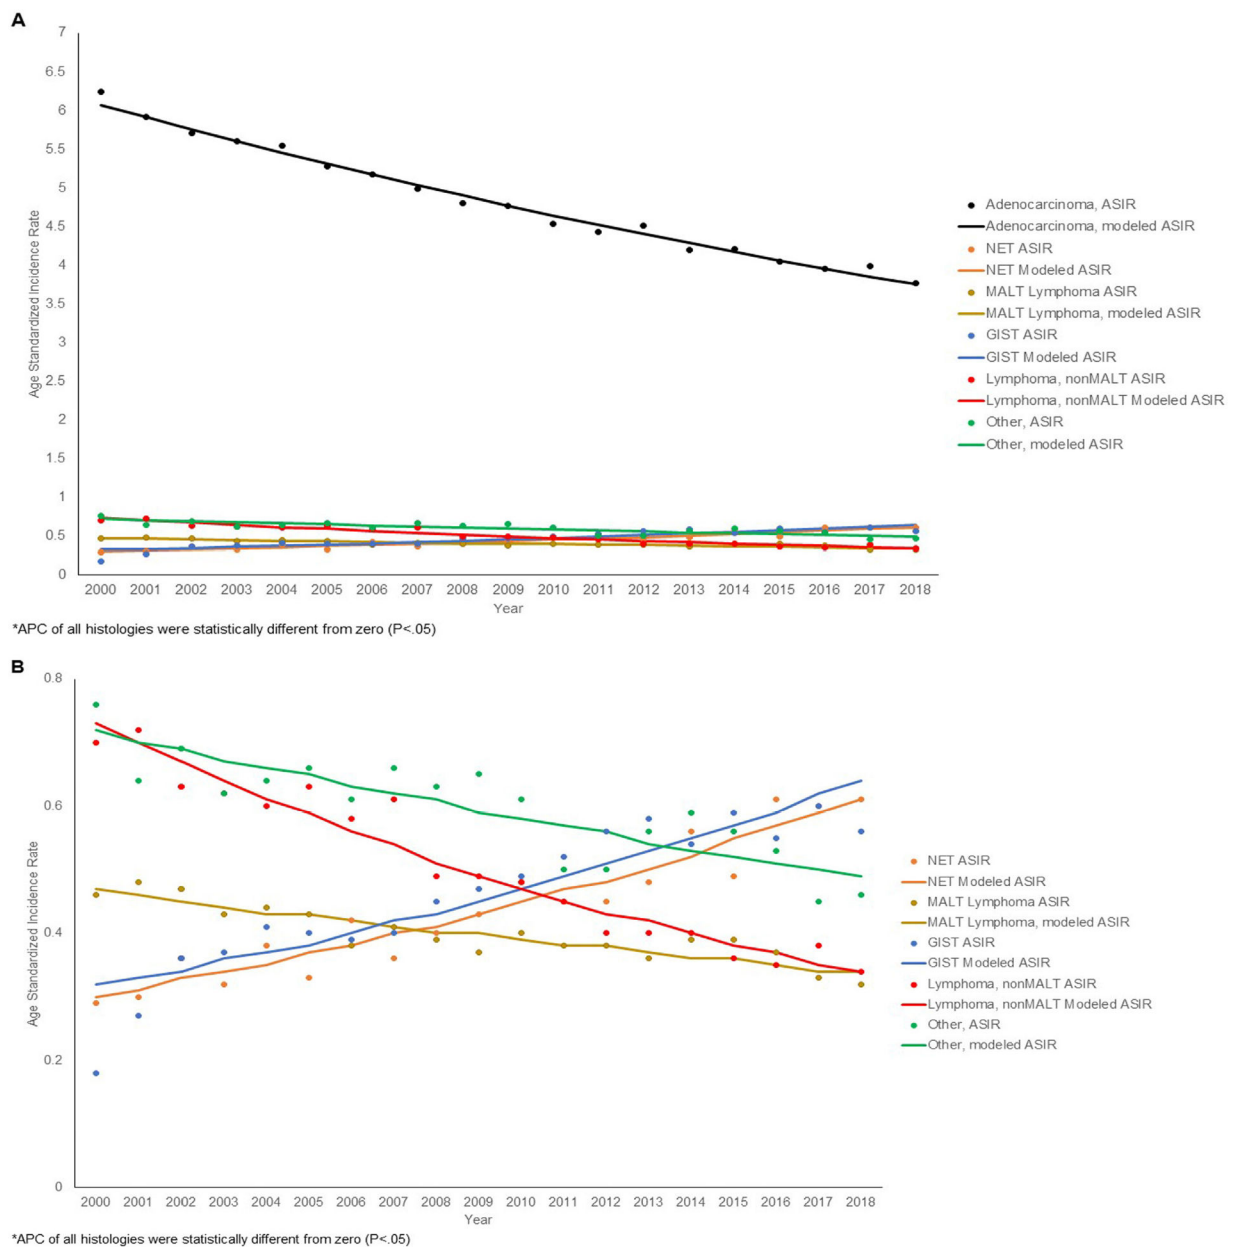 A
7
6.5
6
5.5
5
4.5
4
3.5
3
2.5
2
1.5
1
0.5
0
Age Standardized Incidence Rate
2000 2001 2002 2003 2004 2005 2006 2007 2008 2009 2010 2011 2012 2013 2014 2015 2016 2017 2018
Year
Adenocarcinoma, ASIR
Adenocarcinoma, modeled ASIR
NET ASIR
NET Modeled ASIR
MALT Lymphoma ASIR
MALT Lymphoma, modeled ASIR
GIST ASIR
GIST Modeled ASIR
Lymphoma, nonMALT ASIR
Lymphoma, nonMALT Modeled ASIR
Other, ASIR
Other, modeled ASIR
*APC of all histologies were statistically different from zero (P<.05)
B
0.8
0.6
0.4
0.2
0
Age Standardized Incidence Rate
2000 2001 2002 2003 2004 2005 2006 2007 2008 2009 2010 2011 2012 2013 2014 2015 2016 2017 2018
Year
NET ASIR
NET Modeled ASIR
MALT Lymphoma ASIR
MALT Lymphoma, modeled ASIR
GIST ASIR
GIST Modeled ASIR
Lymphoma, nonMALT ASIR
Lymphoma, nonMALT Modeled ASIR
Other, ASIR
Other, modeled ASIR
*APC of all histologies were statistically different from zero (P<.05)